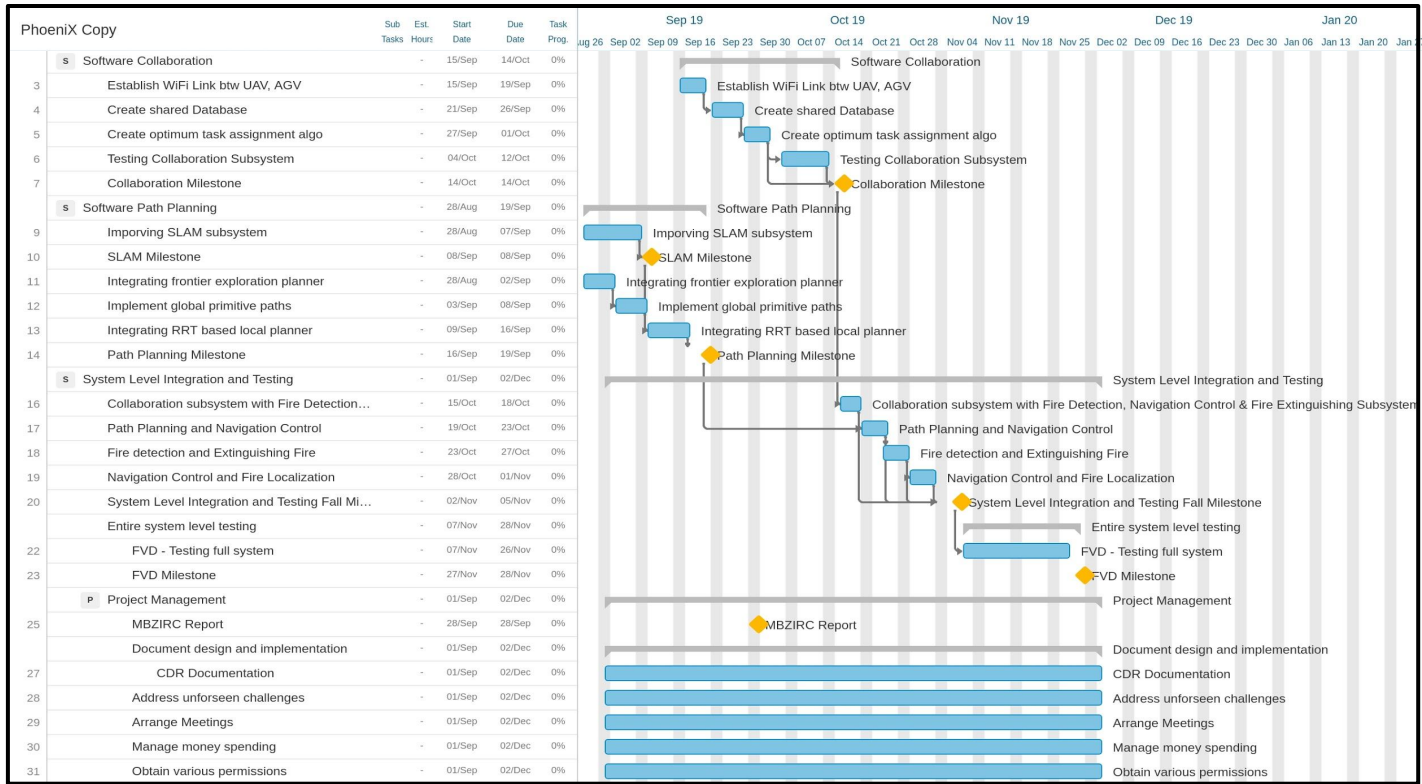 PhoeniX Copy
Sub Tasks Est. Hours Start Date Due Date Task Prog.
Sep 19 Oct 19 Nov 19 Dec 19 Jan 20
Sep 02 Sep 09 Sep 16 Sep 23 Sep 30 Oct 07 Oct 14 Oct 21 Oct 28 Nov 04 Nov 11 Nov 18 Nov 25 Dec 02 Dec 09 Dec 16 Dec 23 Dec 30 Jan 06 Jan 13 Jan 20
S Software Collaboration - 15/Sep 14/Oct 0% Software Collaboration
3 Establish WiFi Link btw UAV, AGV - 15/Sep 19/Sep 0% Establish WiFi Link btw UAV, AGV
4 Create shared Database - 21/Sep 26/Sep 0% Create shared Database
5 Create optimum task assignment algo - 27/Sep 01/Oct 0% Create optimum task assignment algo
6 Testing Collaboration Subsystem - 04/Oct 12/Oct 0% Testing Collaboration Subsystem
7 Collaboration Milestone - 14/Oct 14/Oct 0% Collaboration Milestone
S Software Path Planning - 28/Aug 19/Sep 0% Software Path Planning
9 Imporving SLAM subsystem - 28/Aug 07/Sep 0% Imporving SLAM subsystem
10 SLAM Milestone - 08/Sep 08/Sep 0% SLAM Milestone
11 Integrating frontier exploration planner - 28/Aug 02/Sep 0% Integrating frontier exploration planner
12 Implement global primitive paths - 03/Sep 08/Sep 0% Implement global primitive paths
13 Integrating RRT based local planner - 09/Sep 16/Sep 0% Integrating RRT based local planner
14 Path Planning Milestone - 16/Sep 19/Sep 0% Path Planning Milestone
S System Level Integration and Testing - 01/Sep 02/Dec 0% System Level Integration and Testing
16 Collaboration subsystem with Fire Detection... - 15/Oct 18/Oct 0% Collaboration subsystem with Fire Detection, Navigation Control & Fire Extinguishing Subsystem
17 Path Planning and Navigation Control - 19/Oct 23/Oct 0% Path Planning and Navigation Control
18 Fire detection and Extinguishing Fire - 23/Oct 27/Oct 0% Fire detection and Extinguishing Fire
19 Navigation Control and Fire Localization - 28/Oct 01/Nov 0% Navigation Control and Fire Localization
20 System Level Integration and Testing Fall Mi... - 02/Nov 05/Nov 0% System Level Integration and Testing Fall Milestone
Entire system level testing - 07/Nov 28/Nov 0% Entire system level testing
22 FVD - Testing full system - 07/Nov 26/Nov 0% FVD - Testing full system
23 FVD Milestone - 27/Nov 28/Nov 0% FVD Milestone
P Project Management - 01/Sep 02/Dec 0% Project Management
25 MBZIRC Report - 28/Sep 28/Sep 0% MBZIRC Report
Document design and implementation - 01/Sep 02/Dec 0% Document design and implementation
27 CDR Documentation - 01/Sep 02/Dec 0% CDR Documentation
28 Address unforseen challenges - 01/Sep 02/Dec 0% Address unforseen challenges
29 Arrange Meetings - 01/Sep 02/Dec 0% Arrange Meetings
30 Manage money spending - 01/Sep 02/Dec 0% Manage money spending
31 Obtain various permissions - 01/Sep 02/Dec 0% Obtain various permissions